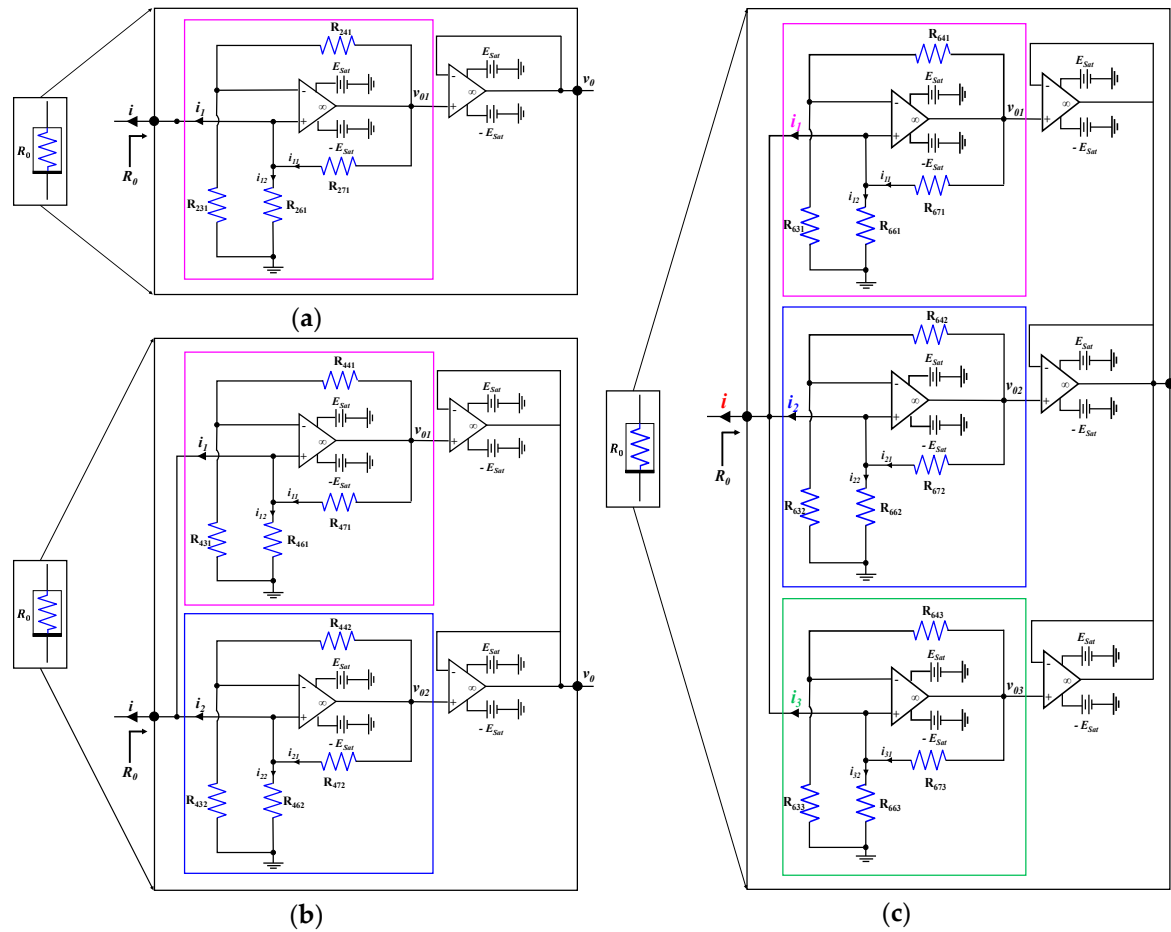 R241
ESat
R0
i
i1
-
∞
+
v01
- ESat
i11
R271
i12
R231
R261
R0
-
ESat
∞
+
- ESat
v0
(a)
R0
R441
ESat
i1
-
∞
+
v01
- ESat
i11
R471
i12
R431
R461
-
ESat
∞
+
- ESat
R442
ESat
i
i2
-
∞
+
v02
- ESat
i21
R472
i22
R432
R462
R0
-
ESat
∞
+
- ESat
v0
(b)
R0
R641
ESat
i1
-
∞
+
v01
-ESat
i11
R671
i12
R631
R661
-
ESat
∞
+
- ESat
R642
ESat
i
i2
-
∞
+
v02
- ESat
i21
R672
i22
R632
R662
R0
-
ESat
∞
+
- ESat
R643
ESat
i3
-
∞
+
v03
- ESat
i31
R673
i32
R633
R663
-
ESat
∞
+
- ESat
(c)